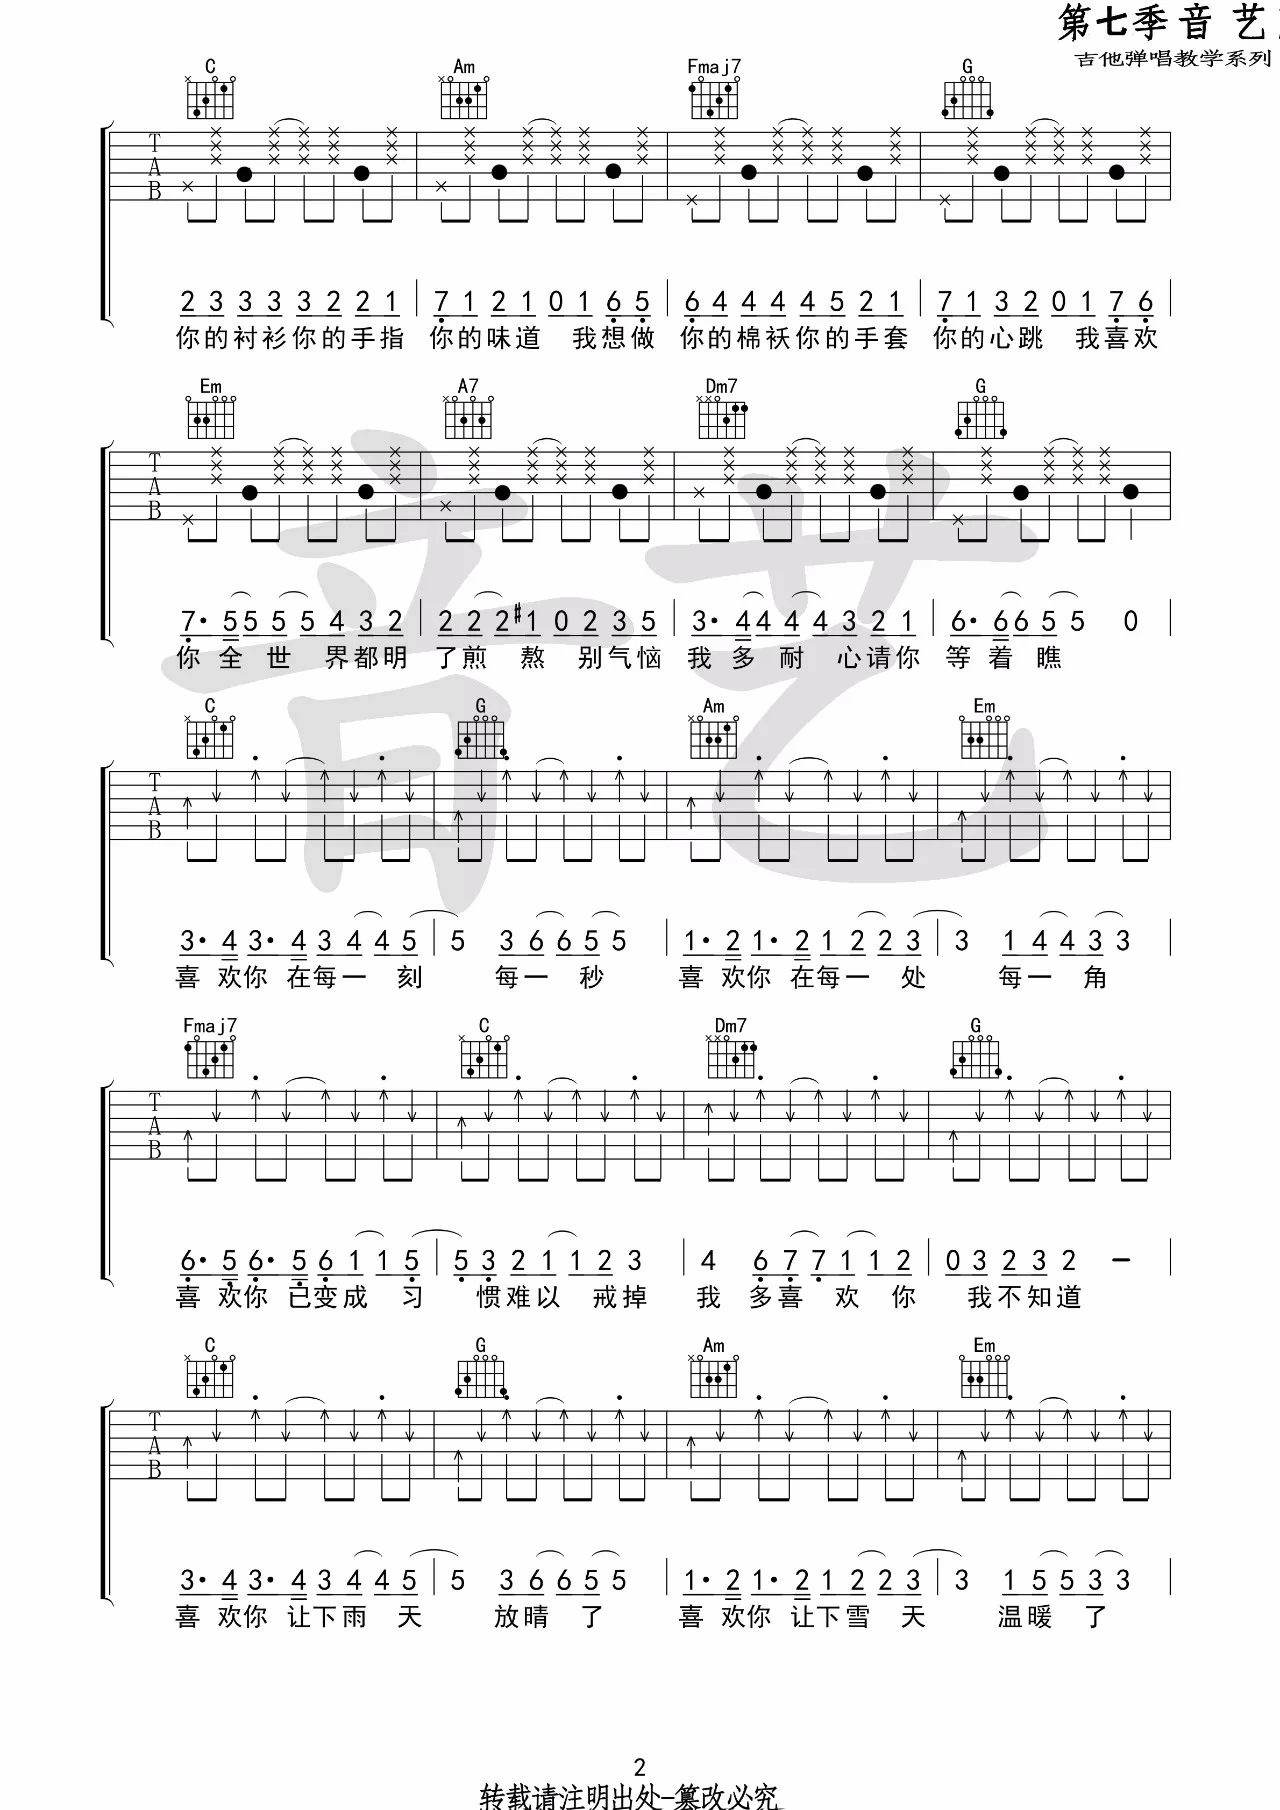 第七季音艺
吉他弹唱教学系列
C Am Fmaj7 G
T A B
2 3 3 3 3 2 2 1 | 7 1 2 1 0 1 6 5 | 6 4 4 4 4 5 2 1 | 7 1 3 2 0 1 7 6
你的衬衫你的手指 你的味道 我想做 你的棉袄你的手套 你的心跳 我喜欢
Em A7 Dm7 G
T A B
7· 5 5 5 5 4 3 2 | 2 2 2 #1 0 2 3 5 | 3· 4 4 4 4 3 2 1 | 6· 6 6 5 5 0
你 全 世 界都明 了煎 熬 别气恼 我 多 耐 心请你 等 着 瞧
C G Am Em
T A B
3· 4 3· 4 3 4 4 5 | 5 3 6 6 5 5 | 1· 2 1· 2 1 2 2 3 | 3 1 4 4 3 3
喜 欢你 在每一 刻 每一 秒 喜 欢你 在每一 处 每一 角
Fmaj7 C Dm7 G
T A B
6· 5 6· 5 6 1 1 5 | 5 3 2 1 1 2 3 | 4 6 7 7 1 1 2 | 0 3 2 3 2 –
喜 欢你 已变成 习 惯难以 戒掉 我 多喜 欢 你 我不知道
C G Am Em
T A B
3· 4 3· 4 3 4 4 5 | 5 3 6 6 5 5 | 1· 2 1· 2 1 2 2 3 | 3 1 5 5 3 3
喜 欢你 让下雨 天 放晴 了 喜 欢你 让下雪 天 温暖 了
2
转载请注明出处-篡改必究
音艺